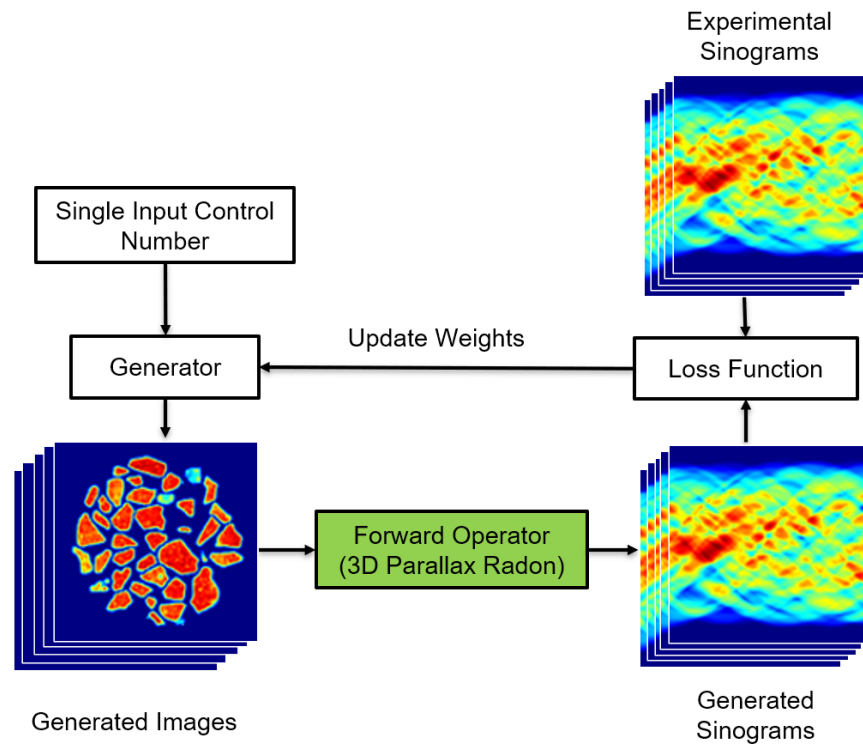 Experimental
Sinograms
Single Input Control
Number
Update Weights
Generator
Loss Function
Forward Operator
(3D Parallax Radon)
Generated Images
Generated
Sinograms